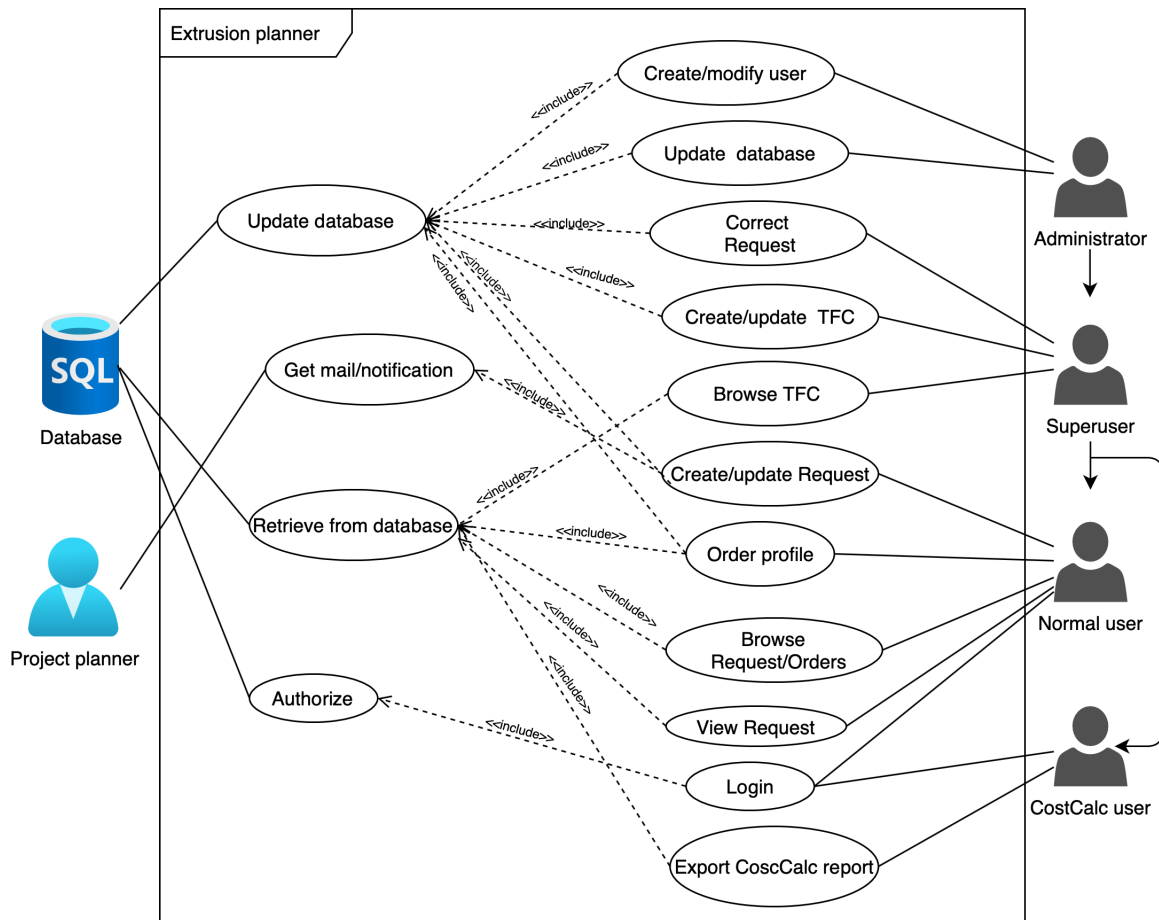 Extrusion planner
Create/modify user
<<include>>
Update  database
<<include>>
Update database
<<include>>
Correct
Request
Administrator
<<include>>
<<include>>
<<include>>
Create/update  TFC
SQL
Database
Get mail/notification
<<include>>
Browse TFC
Superuser
<<include>>
Create/update Request
Retrieve from database
<<include>>
Order profile
Normal user
Project planner
<<include>>
<<include>>
Browse
Request/Orders
<<include>>
Authorize
<<include>>
View Request
Login
CostCalc user
Export CoscCalc report